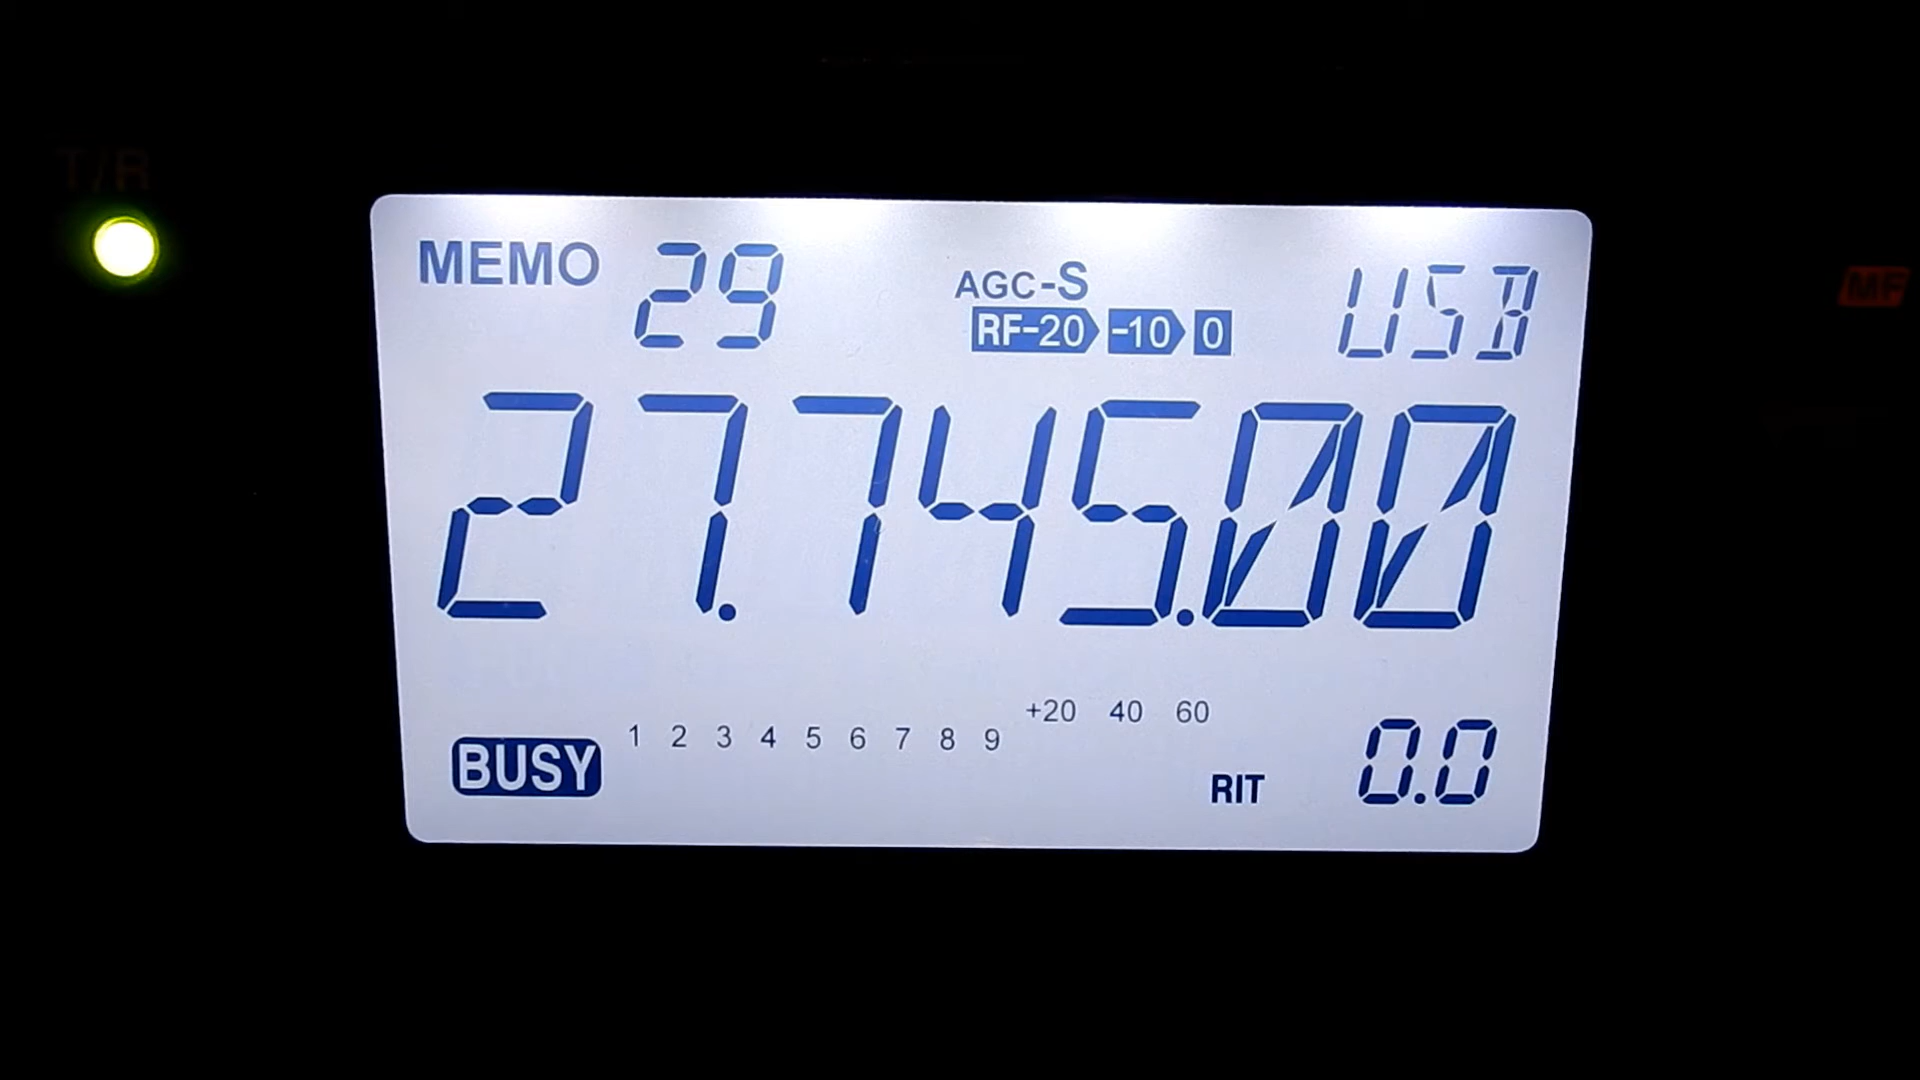 T/R
MEMO 29 AGC-S USB
RF-20 -10 0
MF
27.745.00
+20 40 60
1 2 3 4 5 6 7 8 9
BUSY RIT 0.0